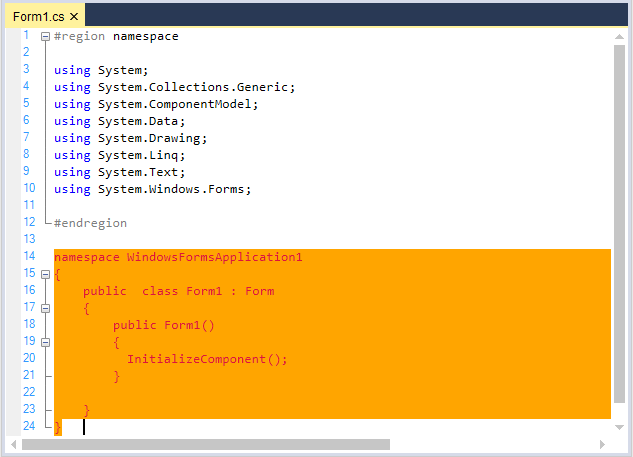 Form1.cs ×
1 #region namespace
2
3 using System;
4 using System.Collections.Generic;
5 using System.ComponentModel;
6 using System.Data;
7 using System.Drawing;
8 using System.Linq;
9 using System.Text;
10 using System.Windows.Forms;
11
12 #endregion
13
14 namespace WindowsFormsApplication1
15 {
16     public  class Form1 : Form
17     {
18         public Form1()
19         {
20           InitializeComponent();
21         }
22
23     }
24 }